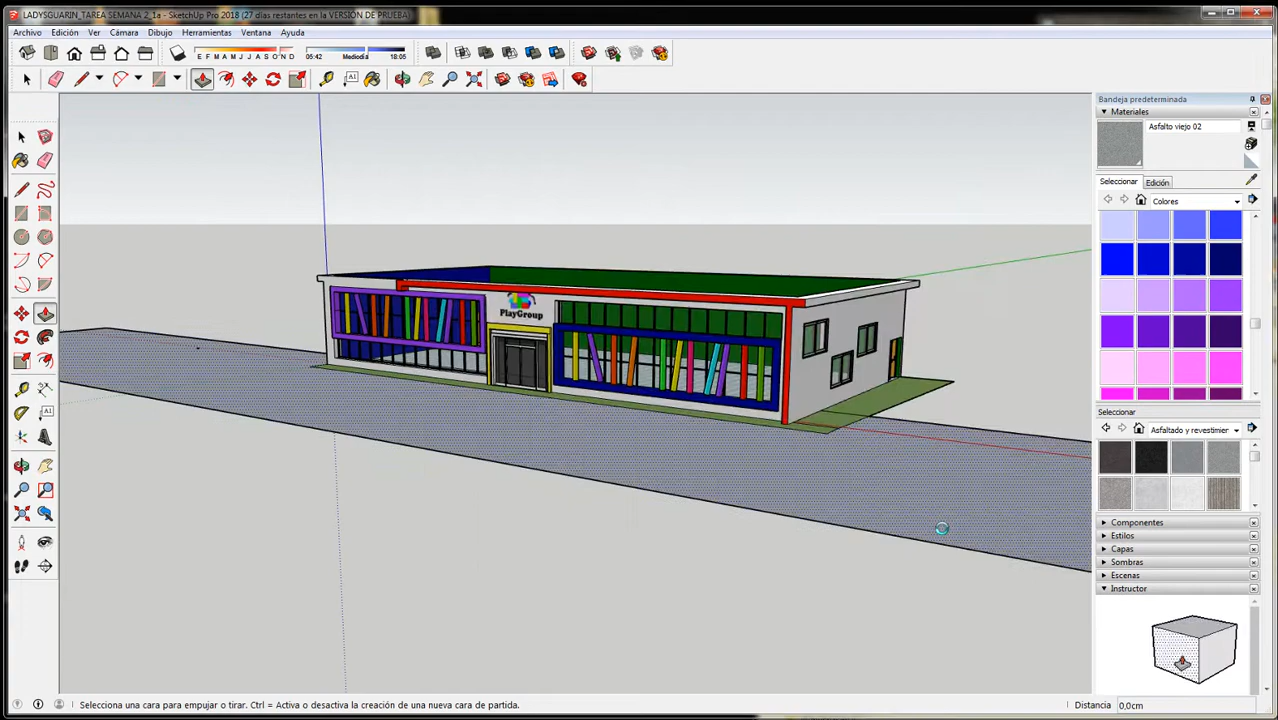 LADYSGUARIN_TAREA SEMANA 2_1a - SketchUp Pro 2018 (27 días restantes en la VERSIÓN DE PRUEBA)
Archivo Edición Ver Cámara Dibujo Herramientas Ventana Ayuda
E F M A M J J A S O N D
05:42 Mediodía 18:05
A1
Bandeja predeterminada
Materiales
Asfalto viejo 02
Seleccionar Edición
Colores
PlayGroup
Seleccionar
Asfaltado y revestimier
A1
Componentes
Estilos
Capas
Sombras
Escenas
Instructor
Selecciona una cara para empujar o tirar. Ctrl = Activa o desactiva la creación de una nueva cara de partida.
Distancia 0,0cm